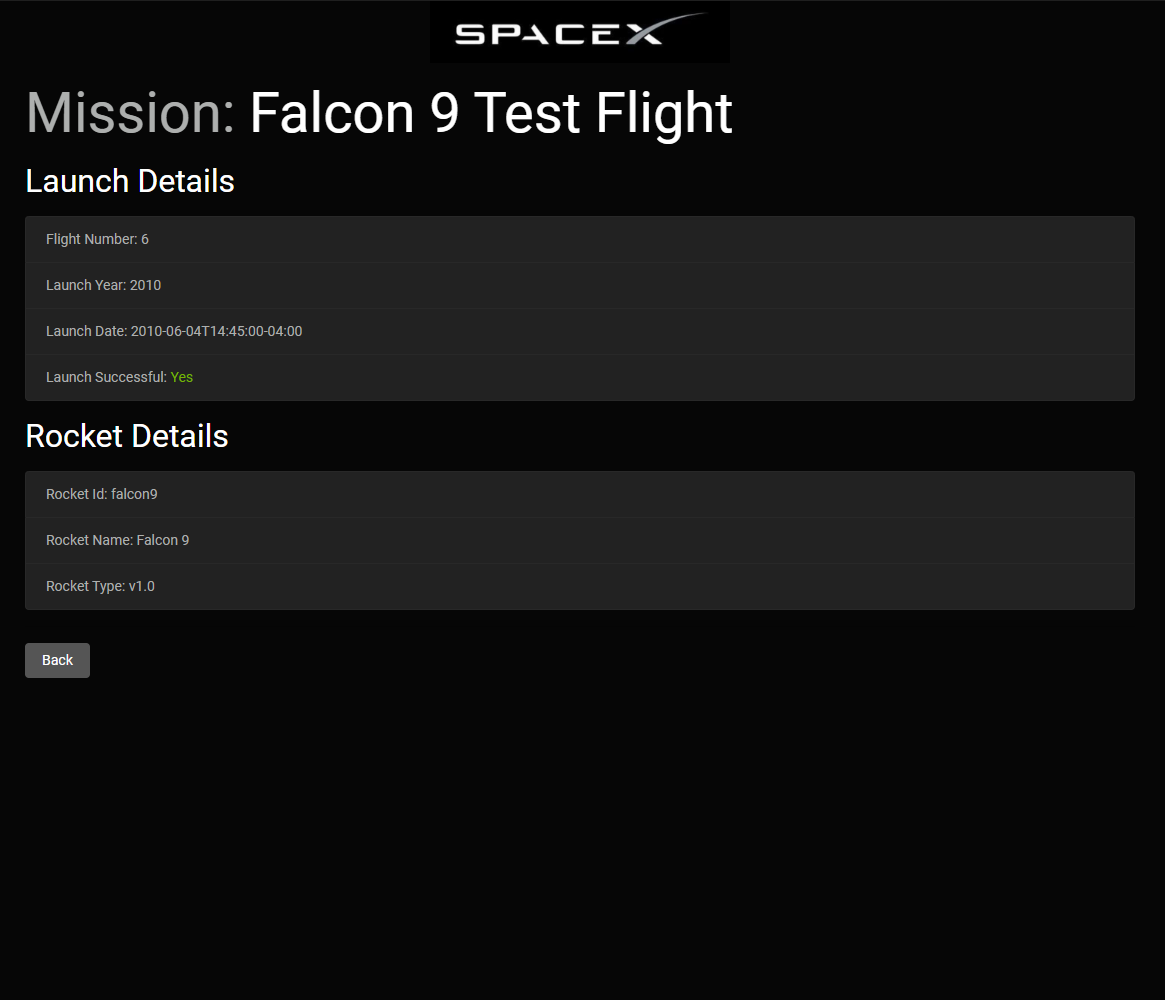 SPACEX
Mission: Falcon 9 Test Flight
Launch Details
Flight Number: 6
Launch Year: 2010
Launch Date: 2010-06-04T14:45:00-04:00
Launch Successful: Yes
Rocket Details
Rocket Id: falcon9
Rocket Name: Falcon 9
Rocket Type: v1.0
Back